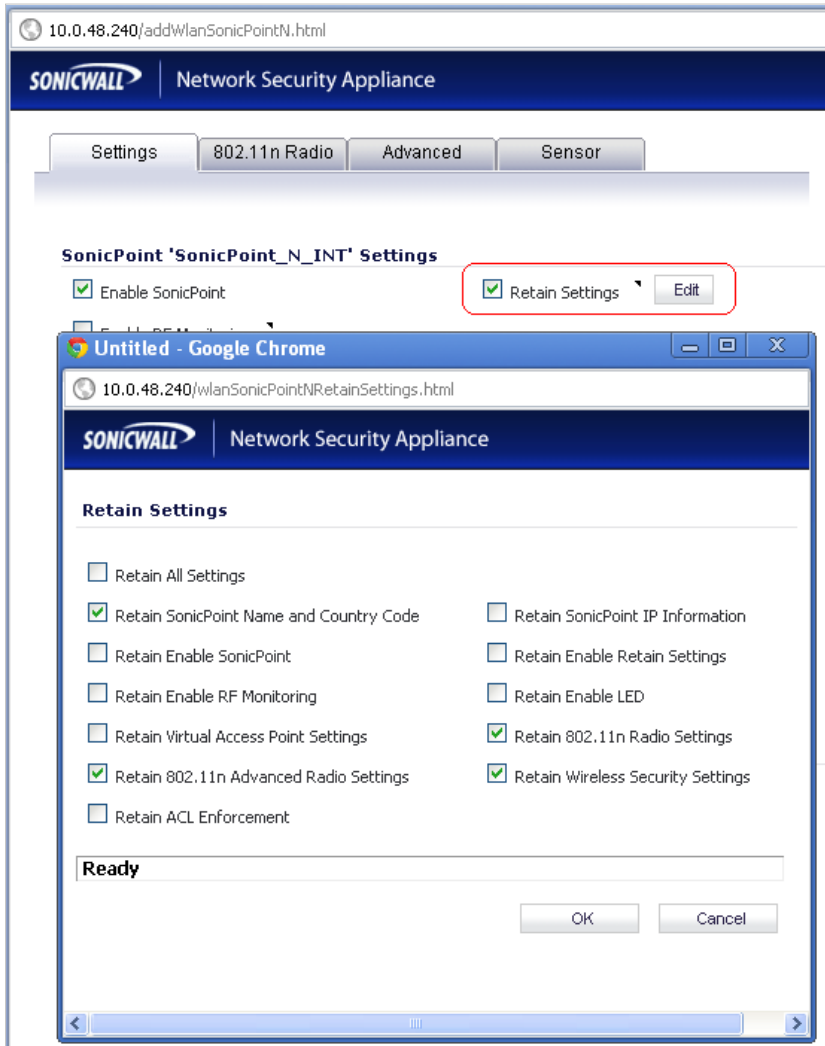 10.0.48.240/addWlanSonicPointN.html
SONICWALL Network Security Appliance
Settings 802.11n Radio Advanced Sensor
SonicPoint 'SonicPoint_N_INT' Settings
Enable SonicPoint Retain Settings Edit
Untitled - Google Chrome
10.0.48.240/wlanSonicPointNRetainSettings.html
SONICWALL Network Security Appliance
Retain Settings
Retain All Settings
Retain SonicPoint Name and Country Code Retain SonicPoint IP Information
Retain Enable SonicPoint Retain Enable Retain Settings
Retain Enable RF Monitoring Retain Enable LED
Retain Virtual Access Point Settings Retain 802.11n Radio Settings
Retain 802.11n Advanced Radio Settings Retain Wireless Security Settings
Retain ACL Enforcement
Ready
OK Cancel